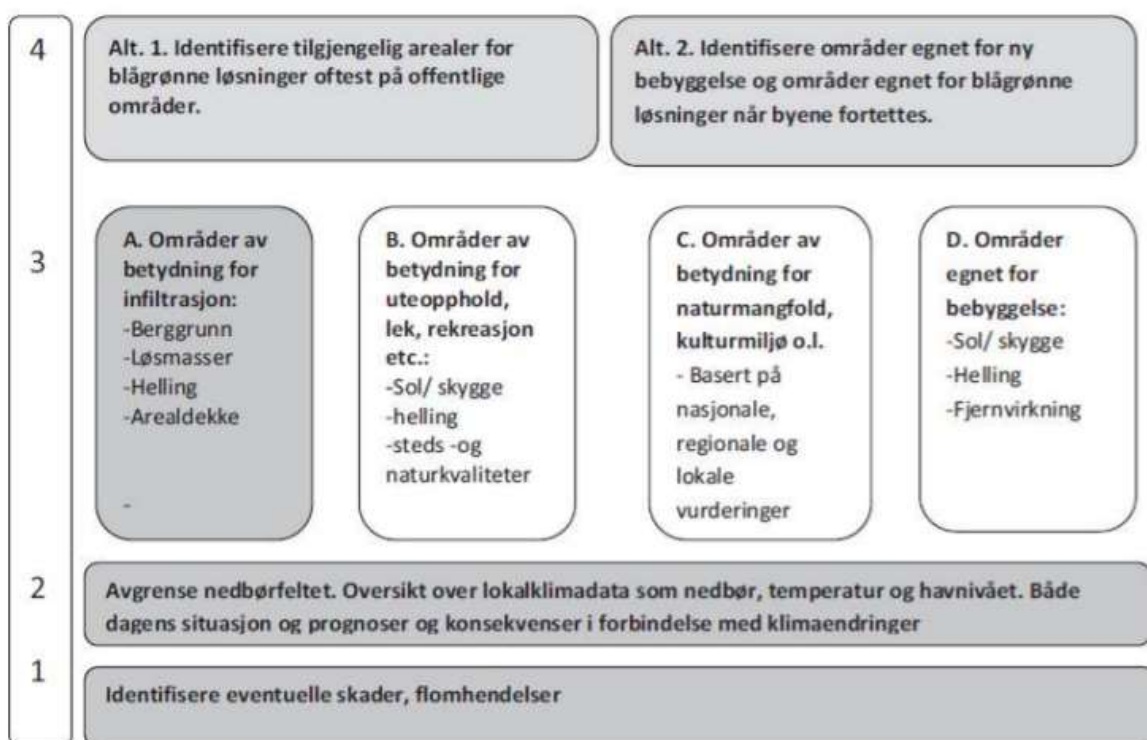 4
Alt. 1. Identifisere tilgjengelig arealer for
blågrønne løsninger oftest på offentlige
områder.
Alt. 2. Identifisere områder egnet for ny
bebyggelse og områder egnet for blågrønne
løsninger når byene fortettes.
3
A. Områder av
betydning for
infiltrasjon:
-Berggrunn
-Løsmasser
-Helling
-Arealdekke
-
B. Områder av
betydning for
uteopphold,
lek, rekreasjon
etc.:
-Sol/ skygge
-helling
-steds -og
naturkvaliteter
C. Områder av
betydning for
naturmangfold,
kulturmiljø o.l.
- Basert på
nasjonale,
regionale og
lokale
vurderinger
D. Områder
egnet for
bebyggelse:
-Sol/ skygge
-Helling
-Fjernvirkning
2
Avgrense nedbørfeltet. Oversikt over lokalklimadata som nedbør, temperatur og havnivået. Både
dagens situasjon og prognoser og konsekvenser i forbindelse med klimaendringer
1
Identifisere eventuelle skader, flomhendelser